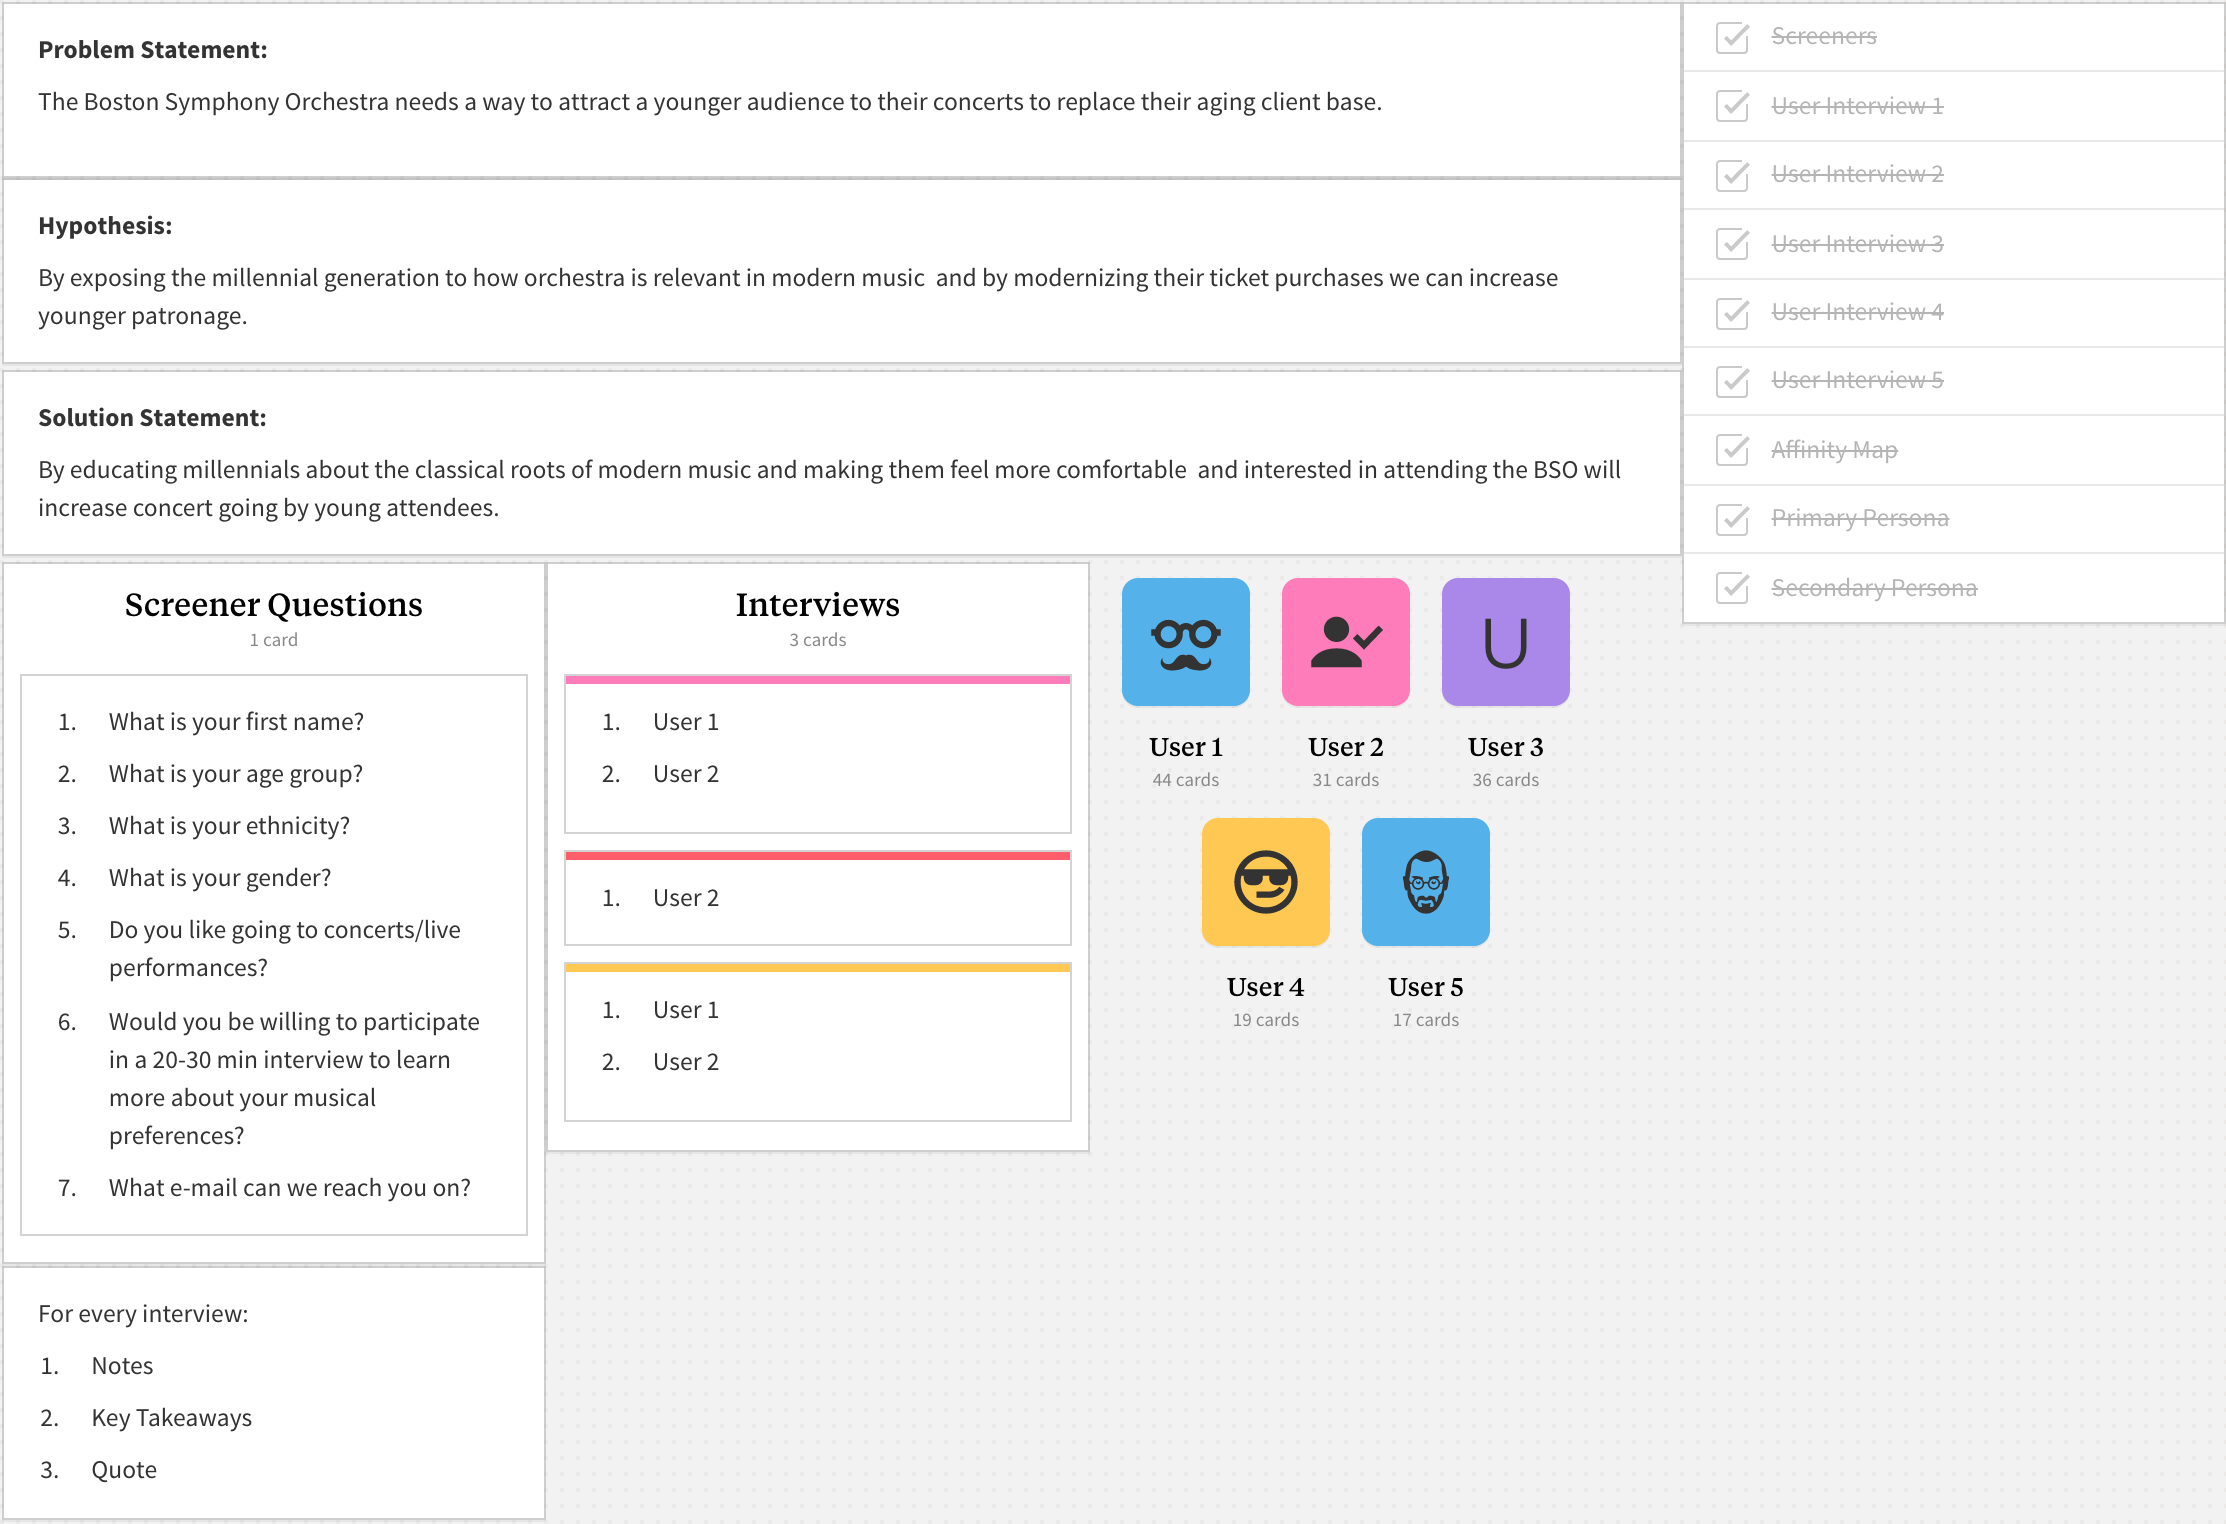 Problem Statement:
The Boston Symphony Orchestra needs a way to attract a younger audience to their concerts to replace their aging client base.
Hypothesis:
By exposing the millennial generation to how orchestra is relevant in modern music  and by modernizing their ticket purchases we can increase
younger patronage.
Solution Statement:
By educating millennials about the classical roots of modern music and making them feel more comfortable  and interested in attending the BSO will
increase concert going by young attendees.
Screeners
User Interview 1
User Interview 2
User Interview 3
User Interview 4
User Interview 5
Affinity Map
Primary Persona
Secondary Persona
Screener Questions
1 card
1. What is your first name?
2. What is your age group?
3. What is your ethnicity?
4. What is your gender?
5. Do you like going to concerts/live
performances?
6. Would you be willing to participate
in a 20-30 min interview to learn
more about your musical
preferences?
7. What e-mail can we reach you on?
For every interview:
1. Notes
2. Key Takeaways
3. Quote
Interviews
3 cards
1. User 1
2. User 2
1. User 2
1. User 1
2. User 2
U
User 1
44 cards
User 2
31 cards
User 3
36 cards
User 4
19 cards
User 5
17 cards